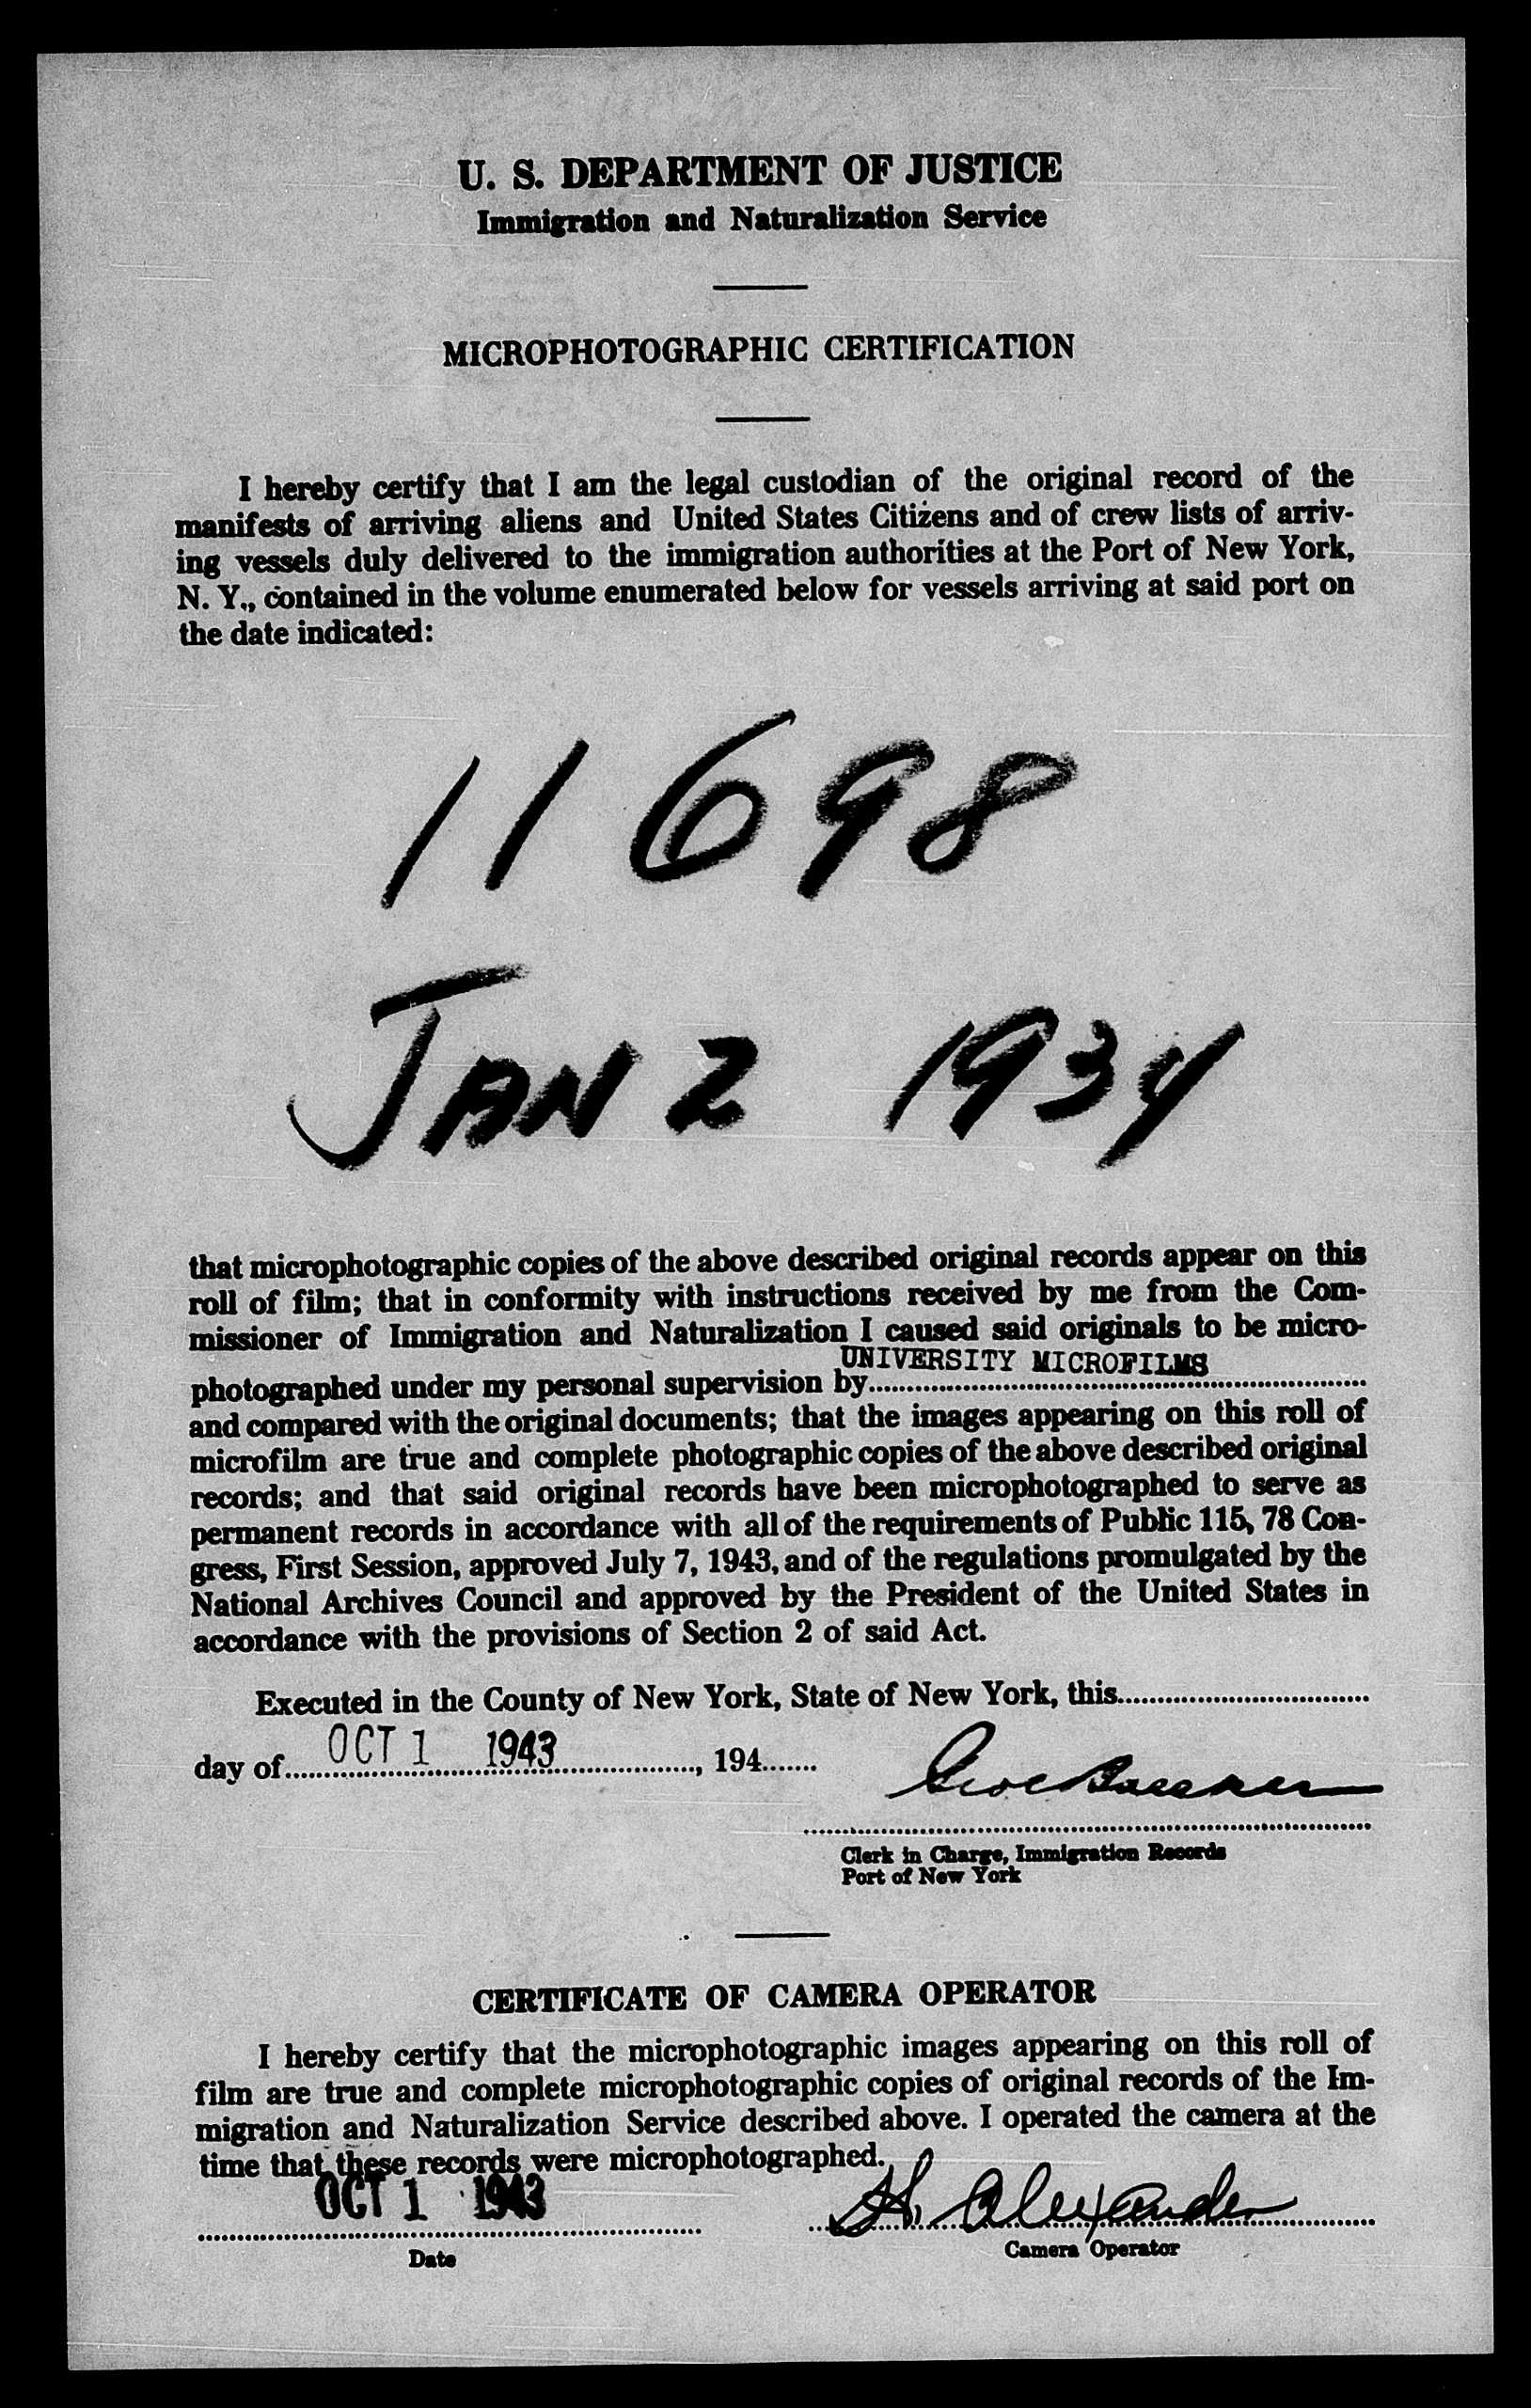 U. S. DEPARTMENT OF JUSTICE
Immigration and Naturalization Service
MICROPHOTOGRAPHIC CERTIFICATION
I hereby certify that I am the legal custodian of the original record of the
manifests of arriving aliens and United States Citizens and of crew lists of arriv-
ing vessels duly delivered to the immigration authorities at the Port of New York,
N. Y., contained in the volume enumerated below for vessels arriving at said port on
the date indicated:
11698
JAN 2 1934
that microphotographic copies of the above described original records appear on this
roll of film; that in conformity with instructions received by me from the Com-
missioner of Immigration and Naturalization I caused said originals to be micro-
UNIVERSITY MICROFILMS
photographed under my personal supervision by
and compared with the original documents; that the images appearing on this roll of
microfilm are true and complete photographic copies of the above described original
records; and that said original records have been microphotographed to serve as
permanent records in accordance with all of the requirements of Public 115, 78 Con-
gress, First Session, approved July 7, 1943, and of the regulations promulgated by the
National Archives Council and approved by the President of the United States in
accordance with the provisions of Section 2 of said Act.
Executed in the County of New York, State of New York, this
day of OCT 1 1943, 194
Clerk in Charge, Immigration Records
Port of New York
CERTIFICATE OF CAMERA OPERATOR
I hereby certify that the microphotographic images appearing on this roll of
film are true and complete microphotographic copies of original records of the Im-
migration and Naturalization Service described above. I operated the camera at the
time that these records were microphotographed.
OCT 1 1943 H. Alexander
Date Camera Operator